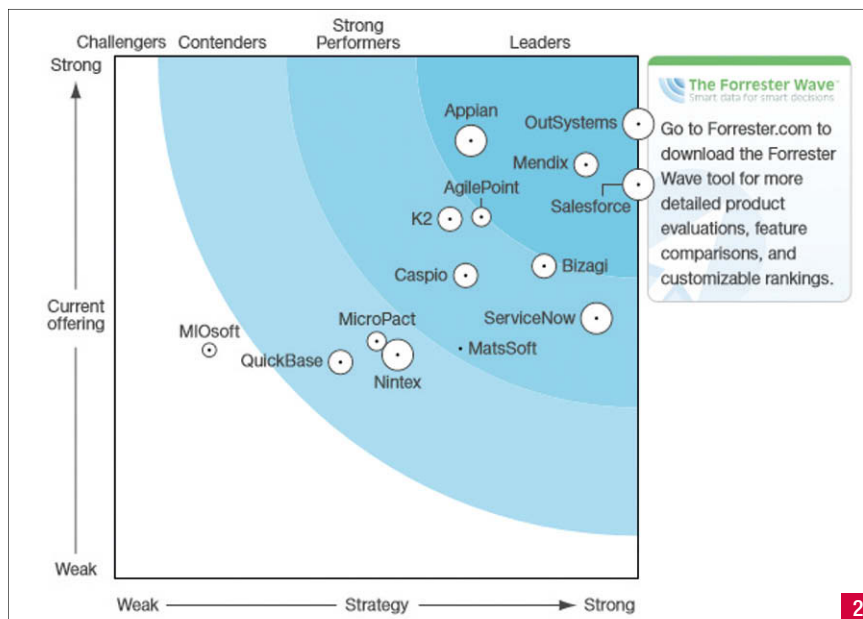 Challengers Contenders Strong Performers Leaders
Strong
Appian
OutSystems
Mendix
AgilePoint
Salesforce
K2
Caspio
Bizagi
Current offering
ServiceNow
MicroPact
MIOsoft
MatsSoft
QuickBase
Nintex
Weak
Weak Strategy Strong
The Forrester Wave™
Smart data for smart decisions
Go to Forrester.com to
download the Forrester
Wave tool for more
detailed product
evaluations, feature
comparisons, and
customizable rankings.
2